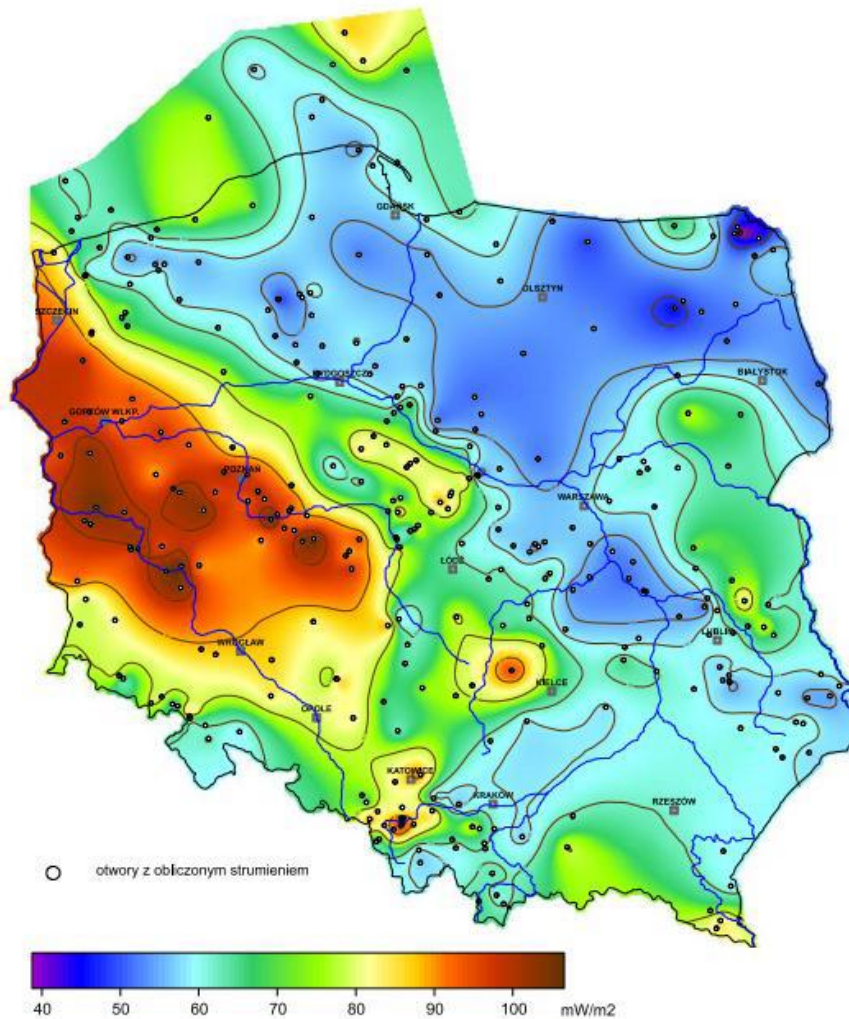 GDAŃSK
OLSZTYN
SZCZECIN
BYDGOSZCZ
BIAŁYSTOK
GORZÓW WLKP.
POZNAŃ
WARSZAWA
ŁÓDŹ
LUBLIN
WROCŁAW
KIELCE
OPOLE
KATOWICE
KRAKÓW
RZESZÓW
otwory z obliczonym strumieniem
40 50 60 70 80 90 100 mW/m2